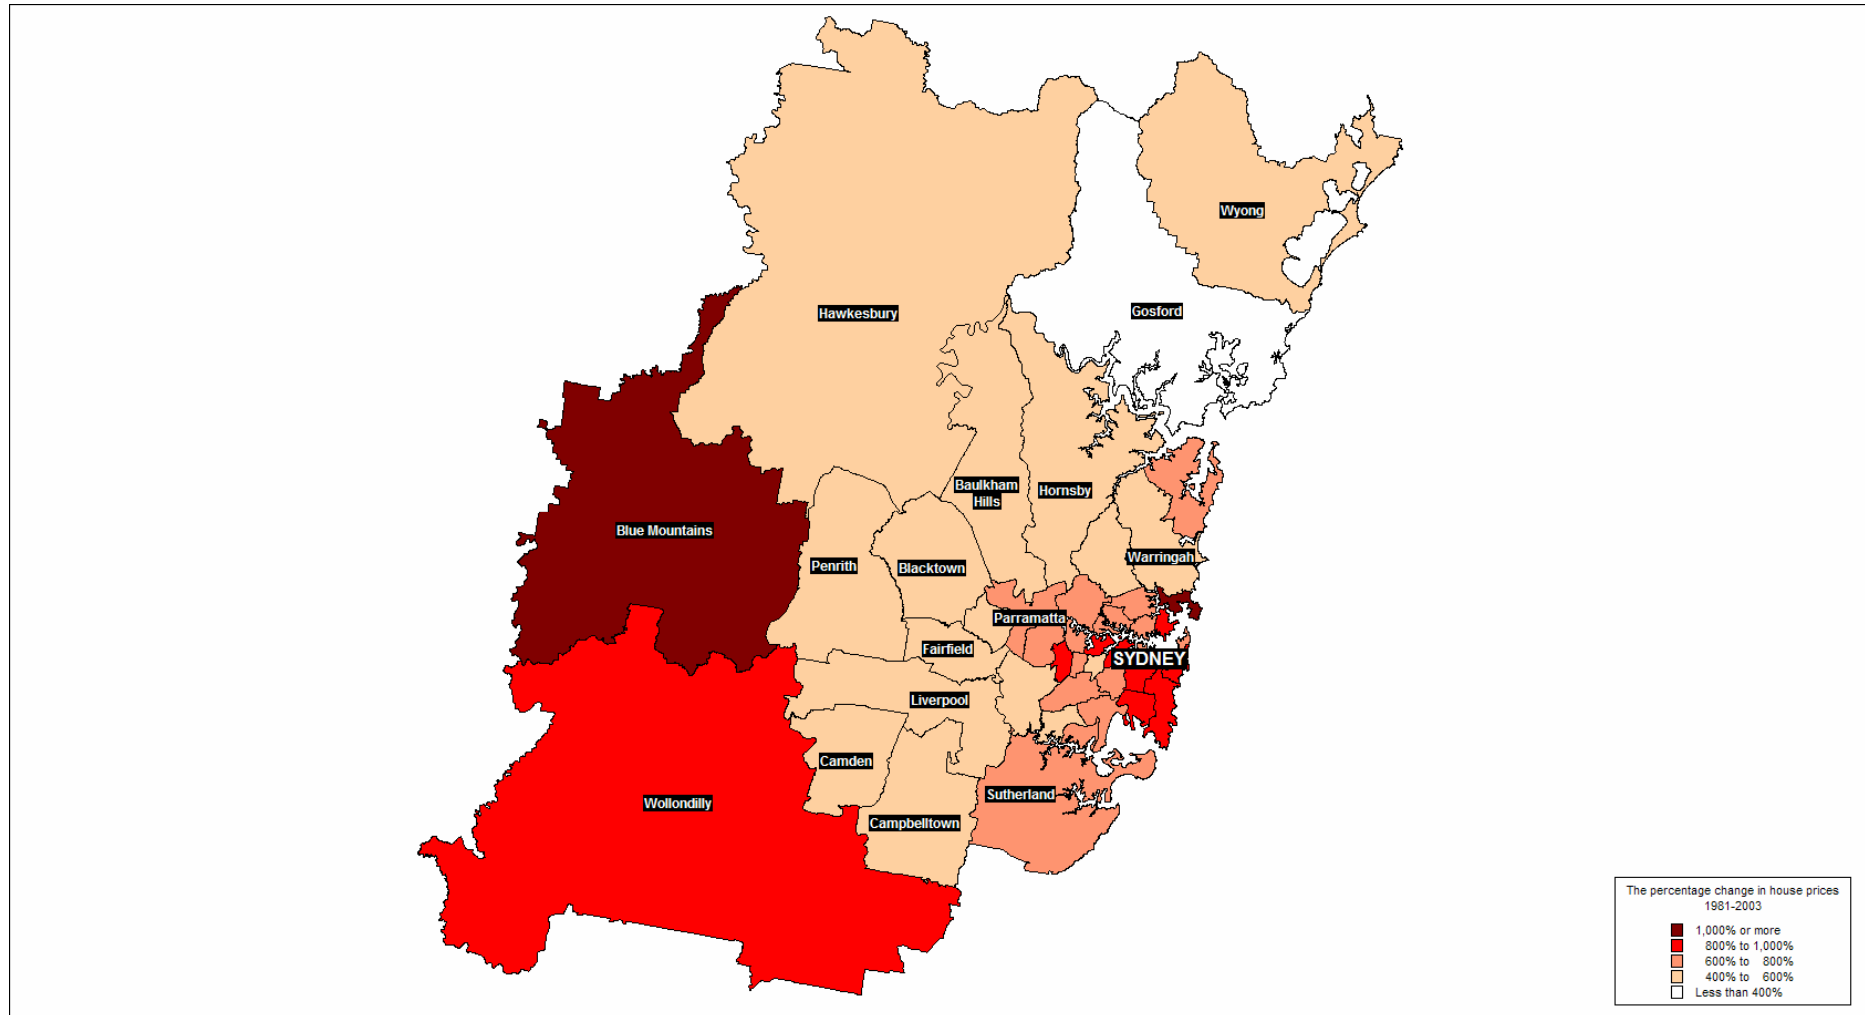 Wyong
Hawkesbury
Gosford
Baulkham
Hills
Hornsby
Blue Mountains
Penrith
Blacktown
Warringah
Parramatta
Fairfield
SYDNEY
Liverpool
Camden
Sutherland
Wollondilly
Campbelltown
The percentage change in house prices
1981-2003
1,000% or more
800% to 1,000%
600% to 800%
400% to 600%
Less than 400%